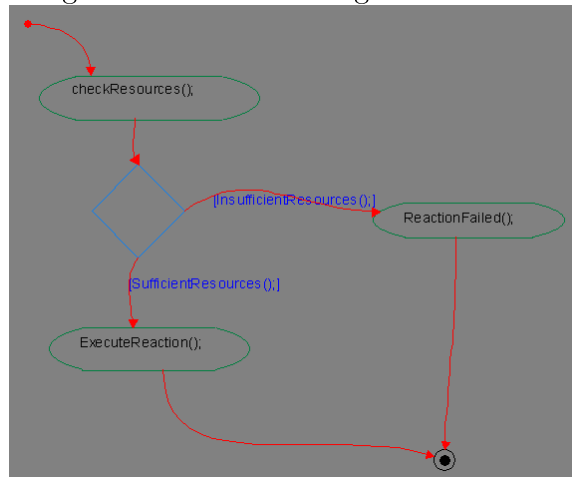 checkResources();
[InsufficientResources();]
ReactionFailed();
[SufficientResources();]
ExecuteReaction();